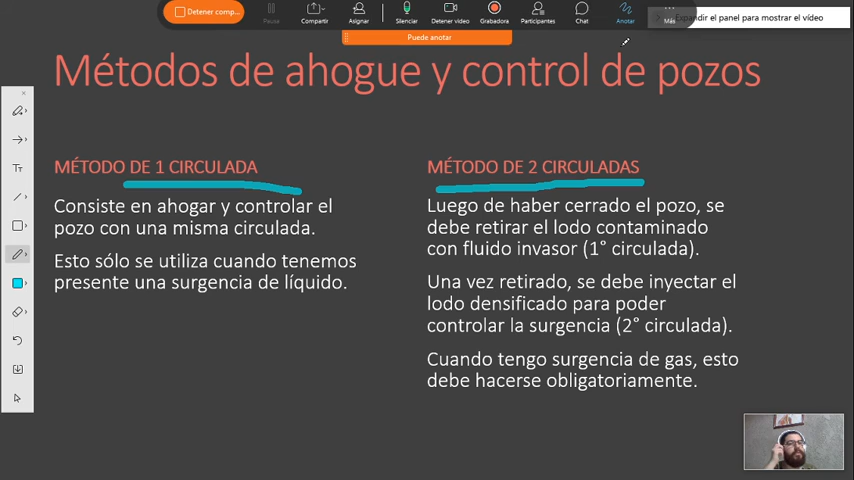 Detener comp...
Pausa
Compartir
Asignar
Silenciar
Detener vídeo
Grabadora
Participantes
Chat
Anotar
Más
Expandir el panel para mostrar el vídeo
Puede anotar
Métodos de ahogue y control de pozos
MÉTODO DE 1 CIRCULADA
Consiste en ahogar y controlar el
pozo con una misma circulada.
Esto sólo se utiliza cuando tenemos
presente una surgencia de líquido.
MÉTODO DE 2 CIRCULADAS
Luego de haber cerrado el pozo, se
debe retirar el lodo contaminado
con fluido invasor (1° circulada).
Una vez retirado, se debe inyectar el
lodo densificado para poder
controlar la surgencia (2° circulada).
Cuando tengo surgencia de gas, esto
debe hacerse obligatoriamente.
Tт